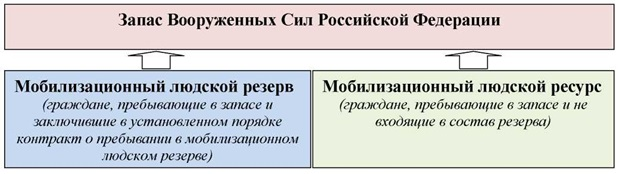 Запас Вооруженных Сил Российской Федерации
Мобилизационный людской резерв
(граждане, пребывающие в запасе и
заключившие в установленном порядке
контракт о пребывании в мобилизационном
людском резерве)
Мобилизационный людской ресурс
(граждане, пребывающие в запасе и не
входящие в состав резерва)